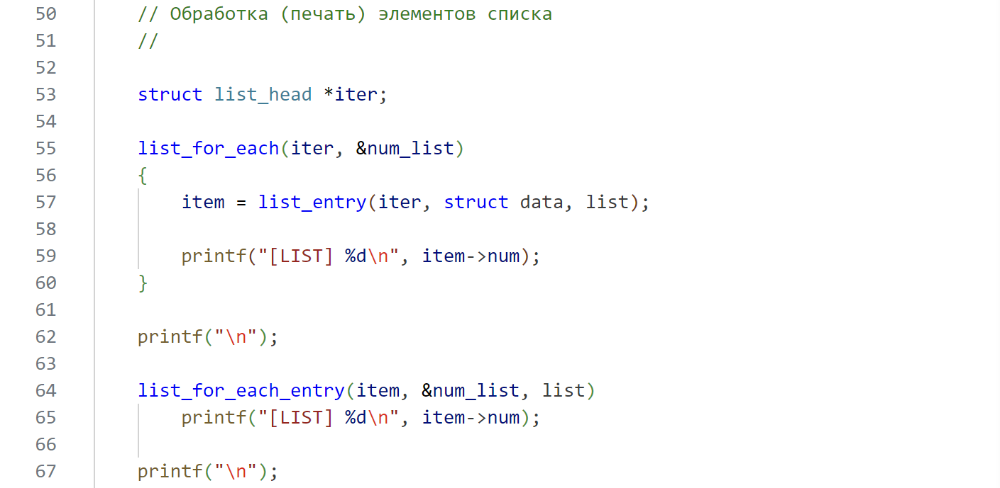 50 // Обработка (печать) элементов списка
51 //
52
53 struct list_head *iter;
54
55 list_for_each(iter, &num_list)
56 {
57 item = list_entry(iter, struct data, list);
58
59 printf("[LIST] %d\n", item->num);
60 }
61
62 printf("\n");
63
64 list_for_each_entry(item, &num_list, list)
65 printf("[LIST] %d\n", item->num);
66
67 printf("\n");